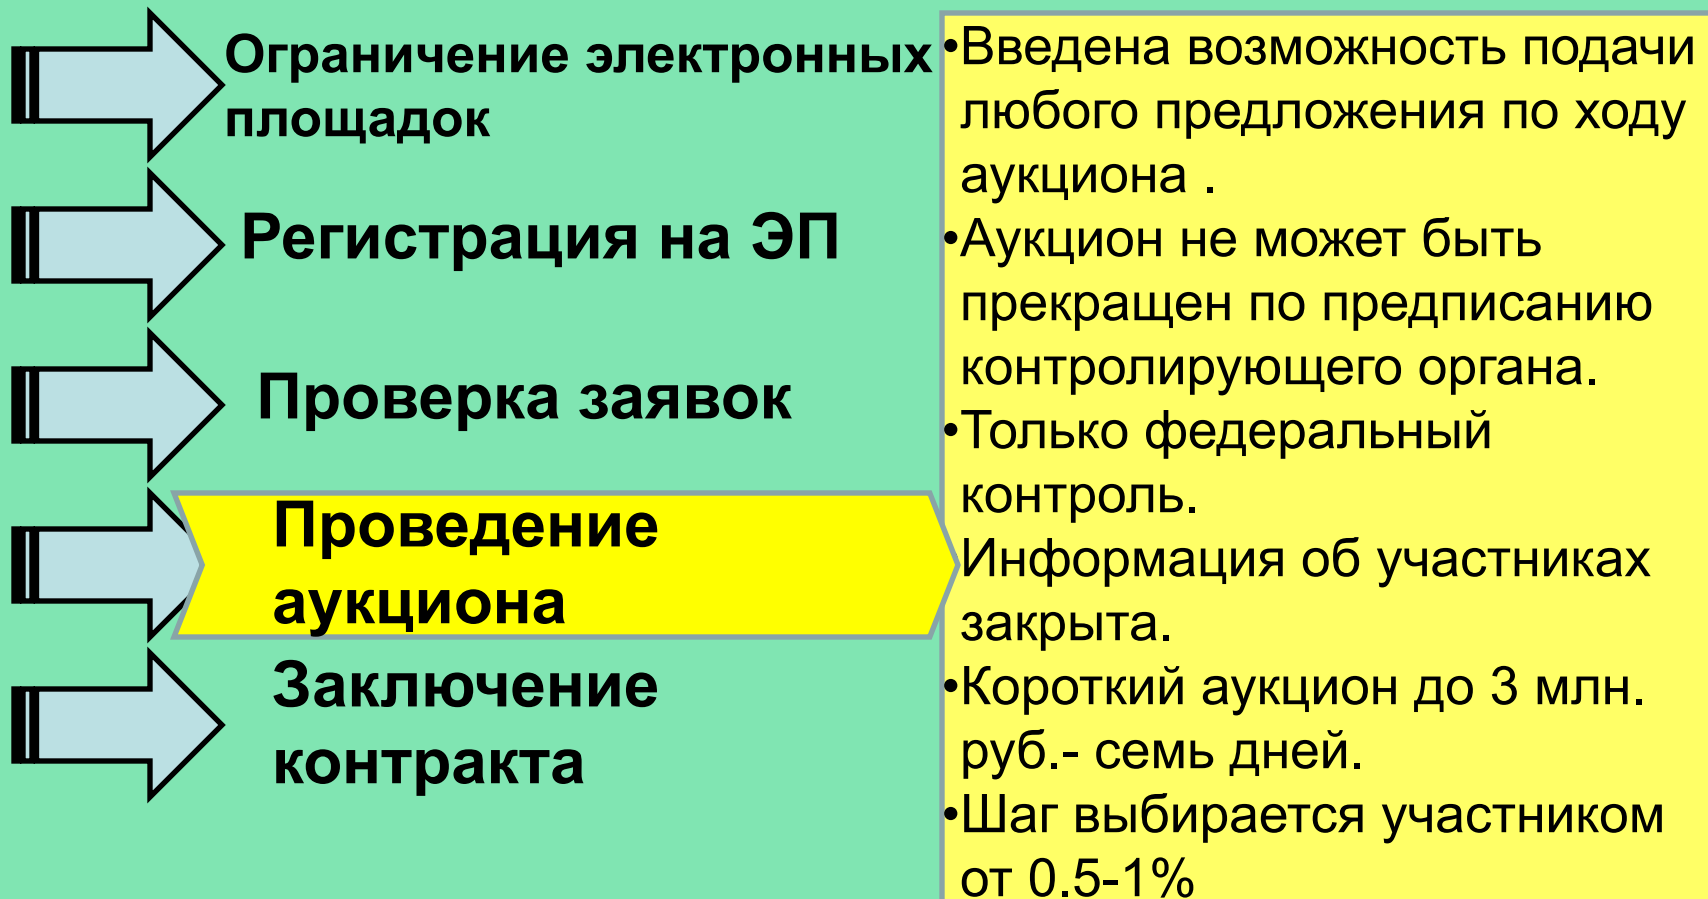 Ограничение электронных
площадок
Регистрация на ЭП
Проверка заявок
Проведение
аукциона
Заключение
контракта
•Введена возможность подачи
любого предложения по ходу
аукциона .
•Аукцион не может быть
прекращен по предписанию
контролирующего органа.
•Только федеральный
контроль.
Информация об участниках
закрыта.
•Короткий аукцион до 3 млн.
руб.- семь дней.
•Шаг выбирается участником
от 0.5-1%